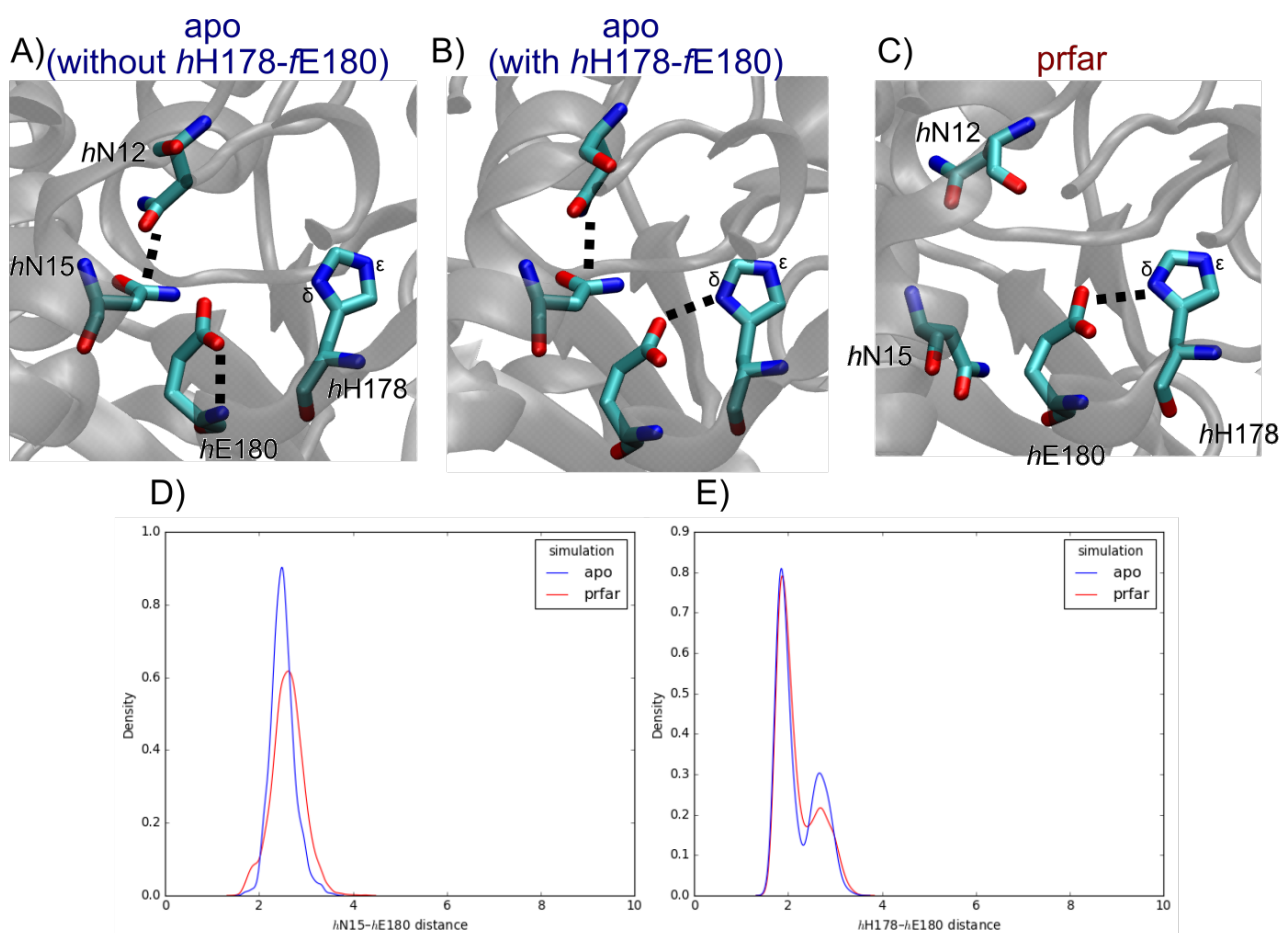 A)
apo
(without hH178-fE180)
B)
apo
(with hH178-fE180)
C)
prfar
hN12
hN15
δ
ε
hH178
hE180
δ
ε
hN12
hN15
δ
ε
hE180
hH178
D)
1.0
0.8
0.6
0.4
0.2
0.0
Density
0
2
4
6
8
10
hN15–hE180 distance
simulation
apo
prfar
E)
0.9
0.8
0.7
0.6
0.5
0.4
0.3
0.2
0.1
0.0
Density
0
2
4
6
8
10
hH178–hE180 distance
simulation
apo
prfar